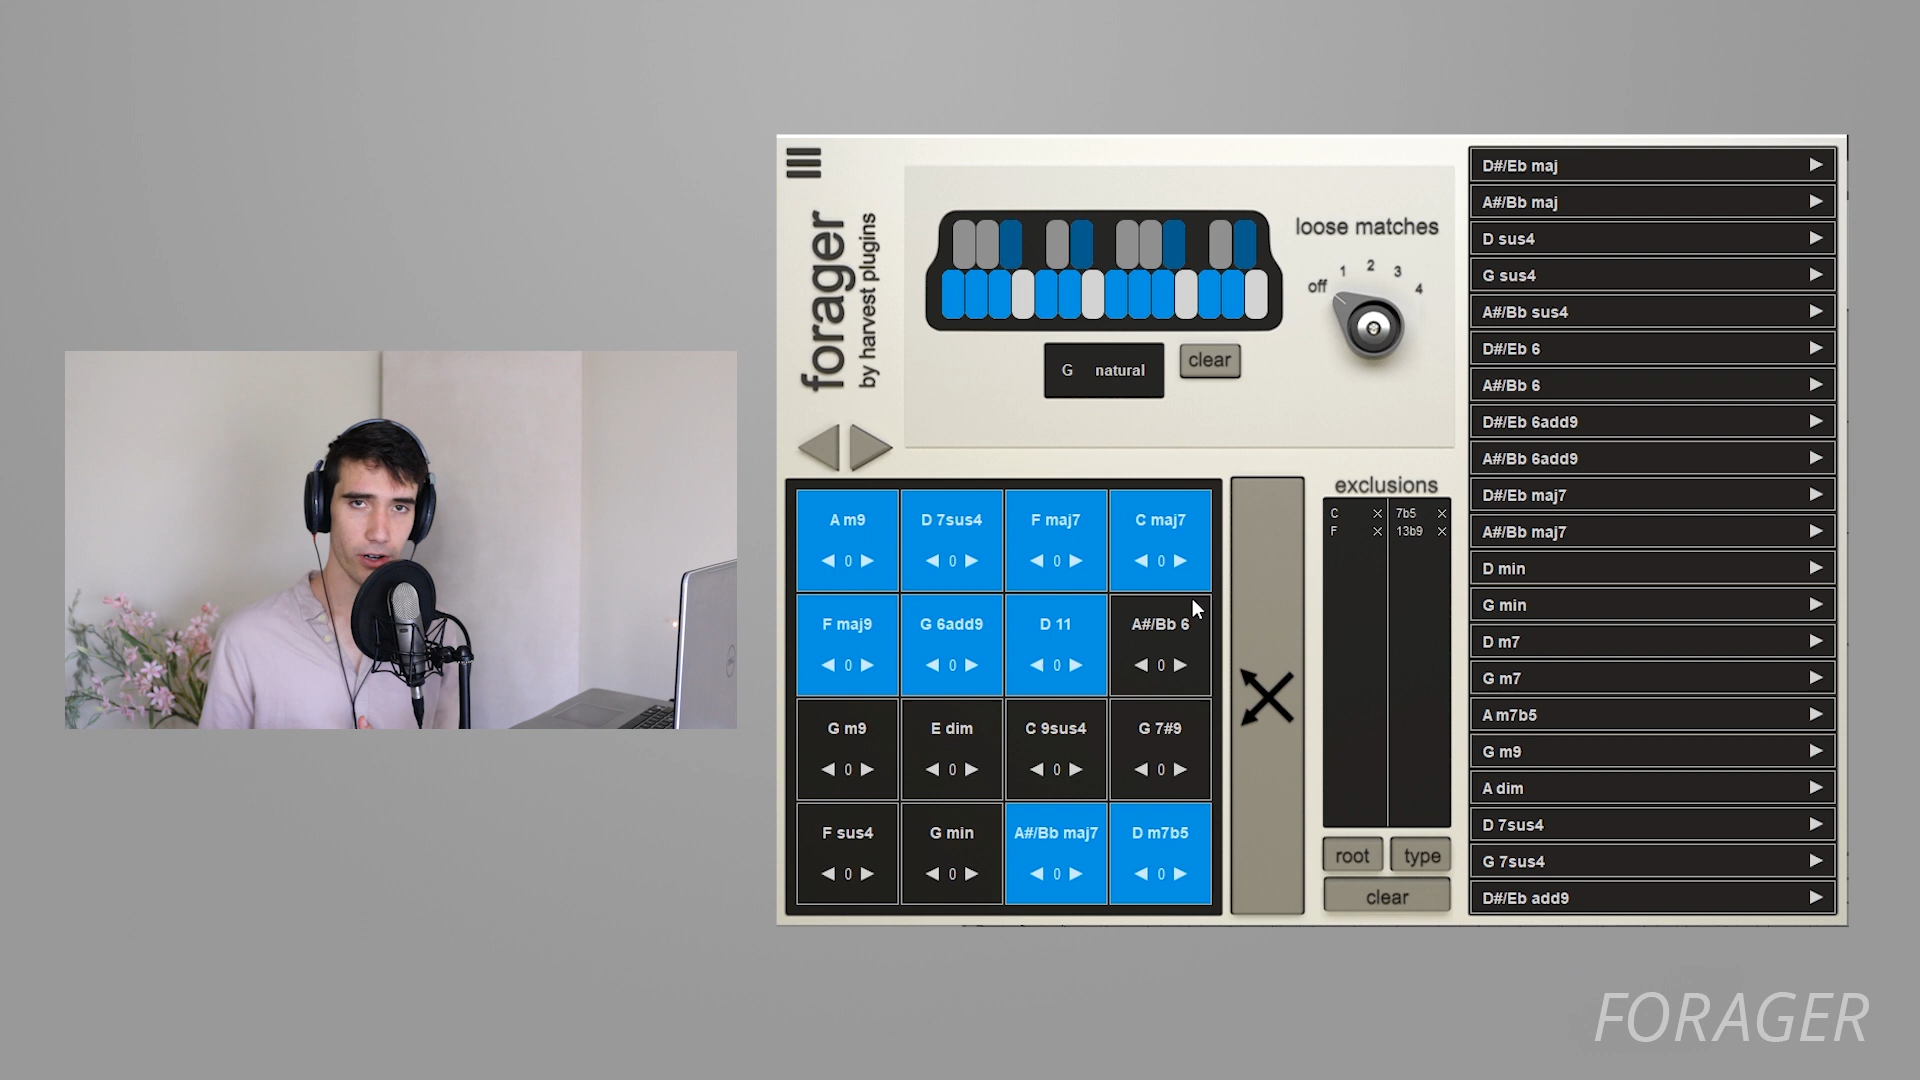 forager
by harvest plugins
loose matches
off 1 2 3 4
G natural
clear
A m9
0
D 7sus4
0
F maj7
0
C maj7
0
F maj9
0
G 6add9
0
D 11
0
A#/Bb 6
0
G m9
0
E dim
0
C 9sus4
0
G 7#9
0
F sus4
0
G min
0
A#/Bb maj7
0
D m7b5
0
exclusions
C
F
7b5
13b9
root
type
clear
D#/Eb maj
A#/Bb maj
D sus4
G sus4
A#/Bb sus4
D#/Eb 6
A#/Bb 6
D#/Eb 6add9
A#/Bb 6add9
D#/Eb maj7
A#/Bb maj7
D min
G min
D m7
G m7
A m7b5
G m9
A dim
D 7sus4
G 7sus4
D#/Eb add9
FORAGER